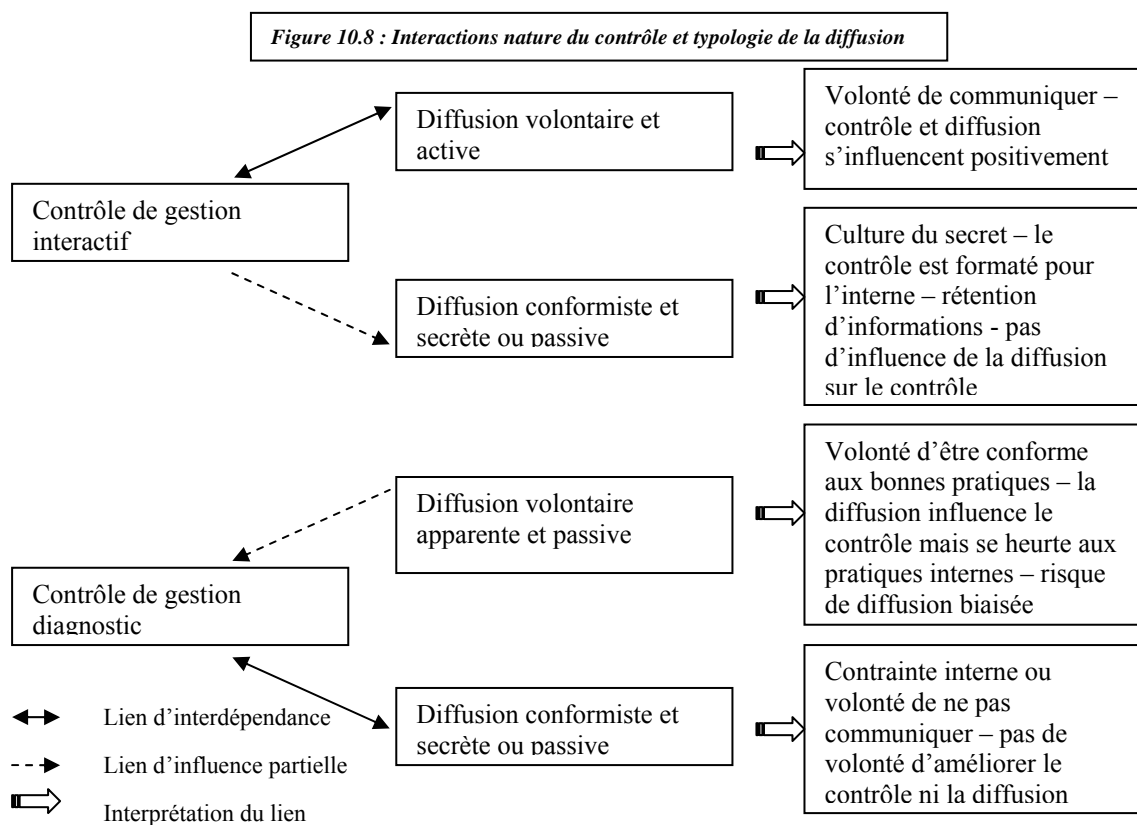 Figure 10.8 : Interactions nature du contrôle et typologie de la diffusion
Contrôle de gestion
interactif
Diffusion volontaire et
active
Volonté de communiquer –
contrôle et diffusion
s’influencent positivement
Diffusion conformiste et
secrète ou passive
Culture du secret – le
contrôle est formaté pour
l’interne – rétention
d’informations - pas
d’influence de la diffusion
sur le contrôle
Contrôle de gestion
diagnostic
Diffusion volontaire
apparente et passive
Volonté d’être conforme
aux bonnes pratiques – la
diffusion influence le
contrôle mais se heurte aux
pratiques internes – risque
de diffusion biaisée
Diffusion conformiste et
secrète ou passive
Contrainte interne ou
volonté de ne pas
communiquer – pas de
volonté d’améliorer le
contrôle ni la diffusion
Lien d’interdépendance
Lien d’influence partielle
Interprétation du lien